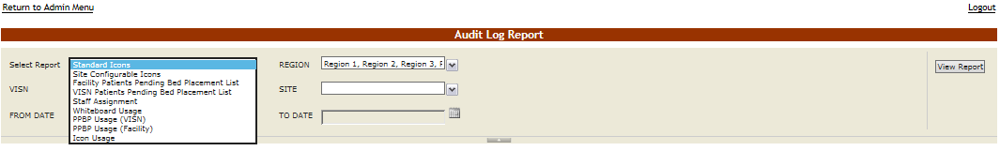 Return to Admin Menu Logout
Audit Log Report
Select Report Standard Icons REGION Region 1, Region 2, Region 3, View Report
Site Configurable Icons
Facility Patients Pending Bed Placement List
VISN VISN Patients Pending Bed Placement List SITE
Staff Assignment
Whiteboard Usage
FROM DATE PPBP Usage (VISN) TO DATE
PPBP Usage (Facility)
Icon Usage